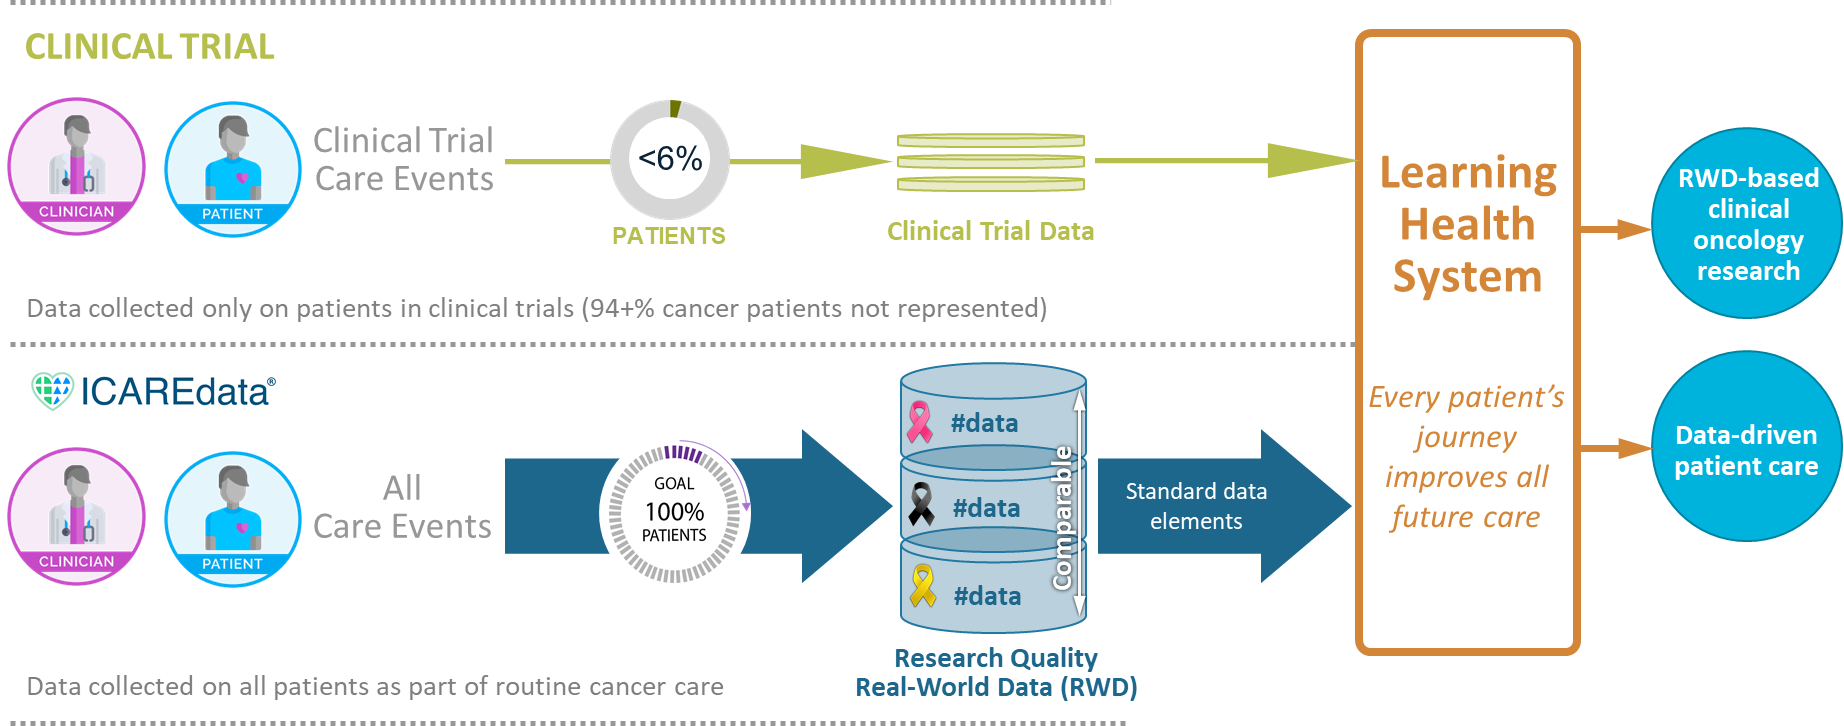 CLINICAL TRIAL
CLINICIAN
PATIENT
Clinical Trial
Care Events
<6%
PATIENTS
Clinical Trial Data
Data collected only on patients in clinical trials (94+% cancer patients not represented)
ICAREdata®
CLINICIAN
PATIENT
All
Care Events
GOAL
100%
PATIENTS
#data
#data
#data
Comparable
Research Quality
Real-World Data (RWD)
Standard data
elements
Data collected on all patients as part of routine cancer care
Learning
Health
System
Every patient’s
journey
improves all
future care
RWD-based
clinical
oncology
research
Data-driven
patient care